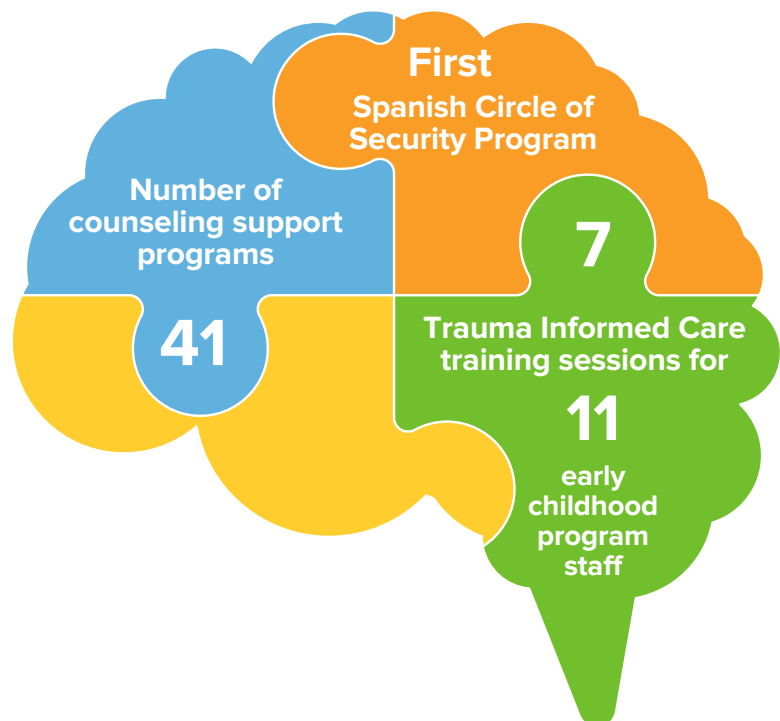 First
Spanish Circle of
Security Program
Number of
counseling support
programs
41
7
Trauma Informed Care
training sessions for
11
early
childhood
program
staff